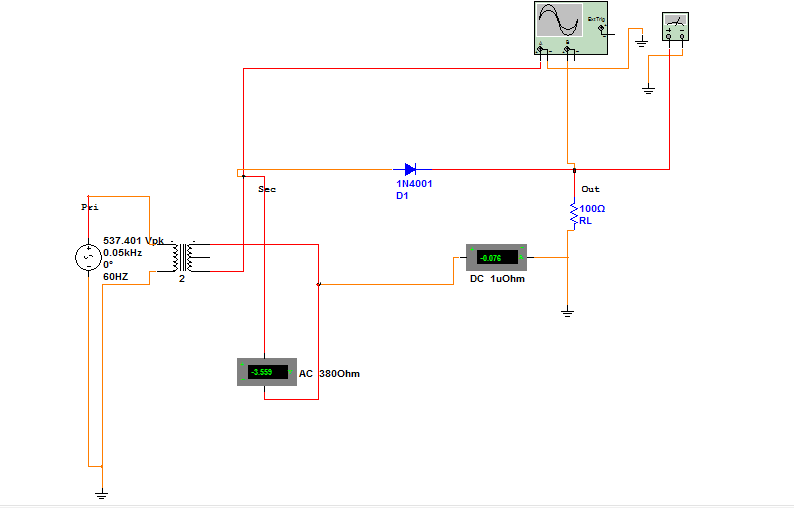 Ext Trig
A
B
Sec
1N4001
D1
Out
100Ω
RL
Pri
537.401 Vpk
0.05kHz
0°
60HZ
2
-0.076
DC 1uOhm
-3.559
AC 380Ohm